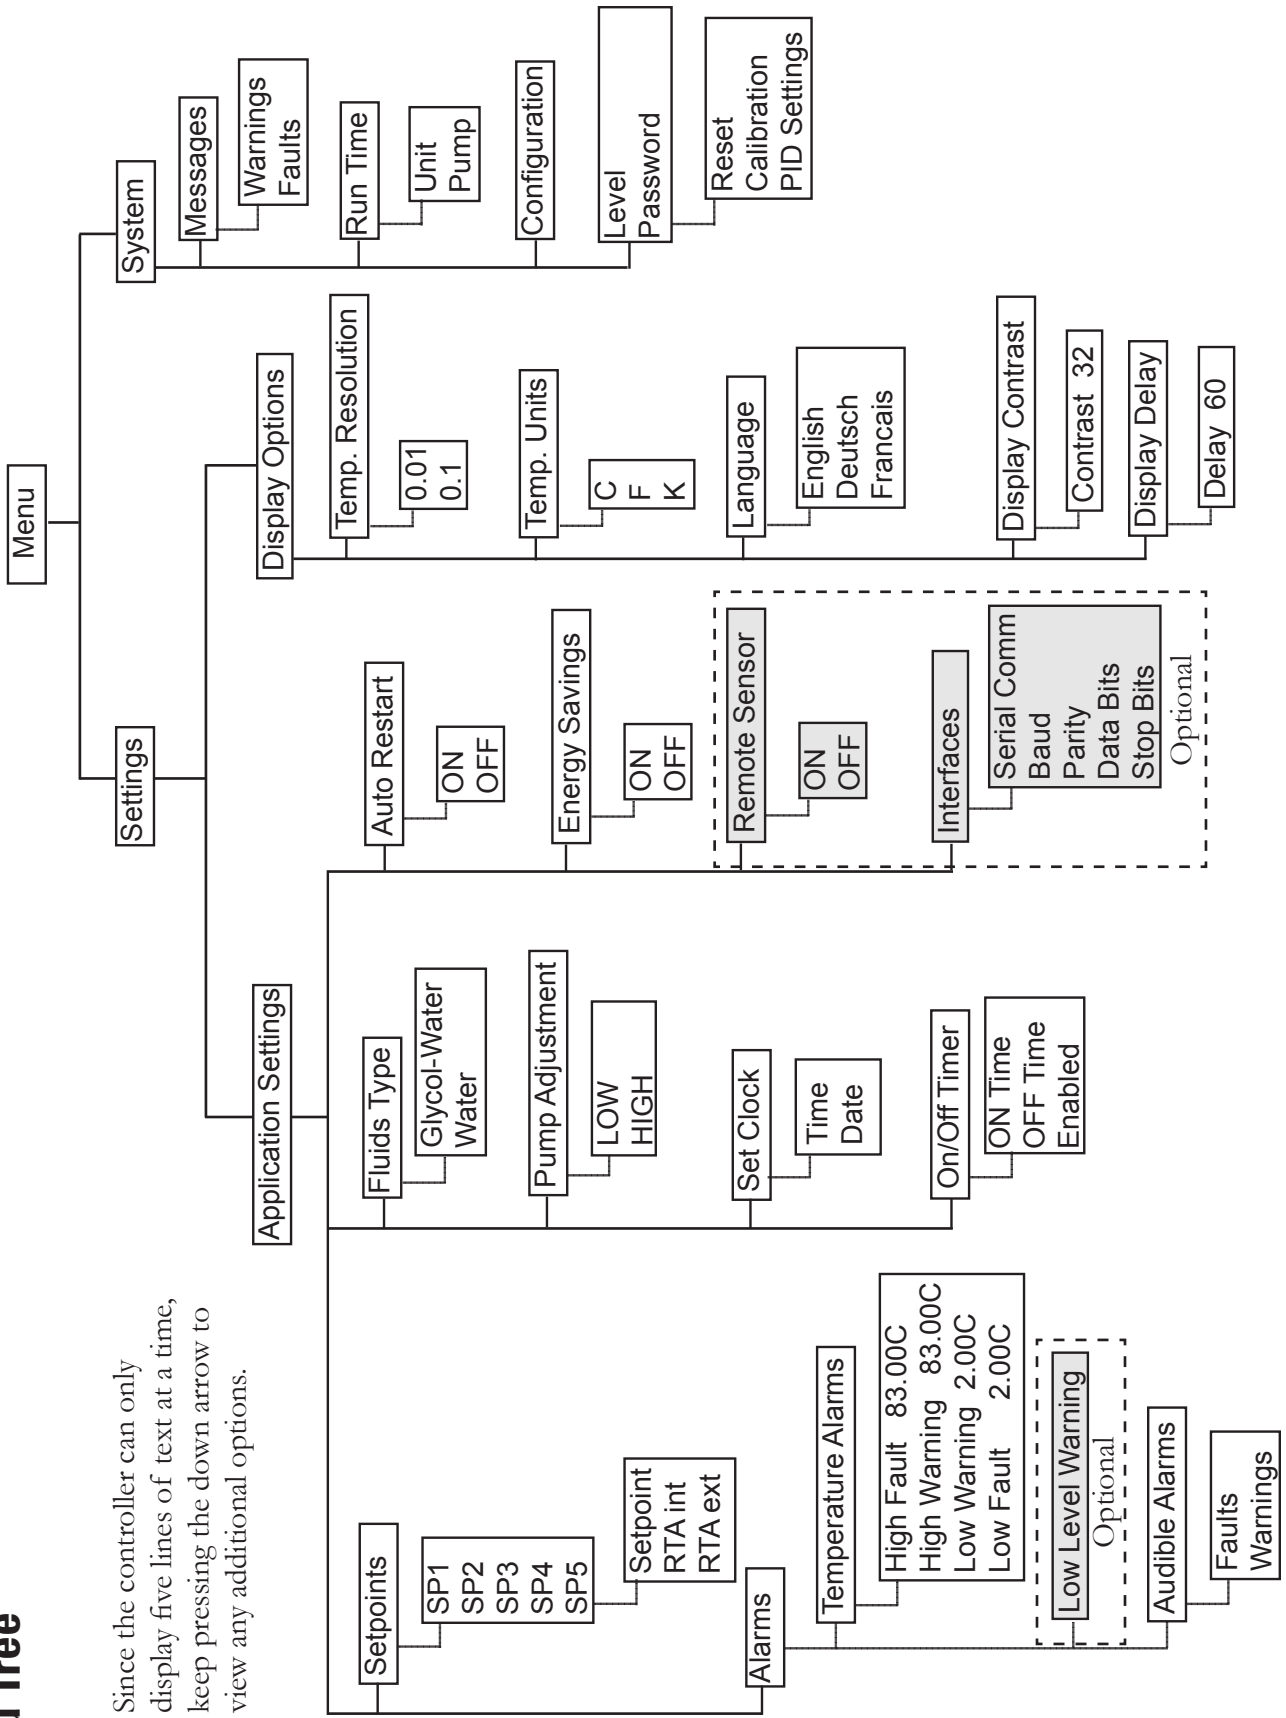 Tree
Since the controller can only
display five lines of text at a time,
keep pressing the down arrow to
view any additional options.
Menu
Settings
System
Application Settings
Display Options
Setpoints
SP1
SP2
SP3
SP4
SP5
Setpoint
RTA int
RTA ext
Alarms
Temperature Alarms
High Fault 83.00C
High Warning 83.00C
Low Warning 2.00C
Low Fault 2.00C
Low Level Warning
Optional
Audible Alarms
Faults
Warnings
Fluids Type
Glycol-Water
Water
Pump Adjustment
LOW
HIGH
Set Clock
Time
Date
On/Off Timer
ON Time
OFF Time
Enabled
Auto Restart
ON
OFF
Energy Savings
ON
OFF
Remote Sensor
ON
OFF
Interfaces
Serial Comm
Baud
Parity
Data Bits
Stop Bits
Optional
Temp. Resolution
0.01
0.1
Temp. Units
C
F
K
Language
English
Deutsch
Francais
Display Contrast
Contrast 32
Display Delay
Delay 60
Messages
Warnings
Faults
Run Time
Unit
Pump
Configuration
Level
Password
Reset
Calibration
PID Settings